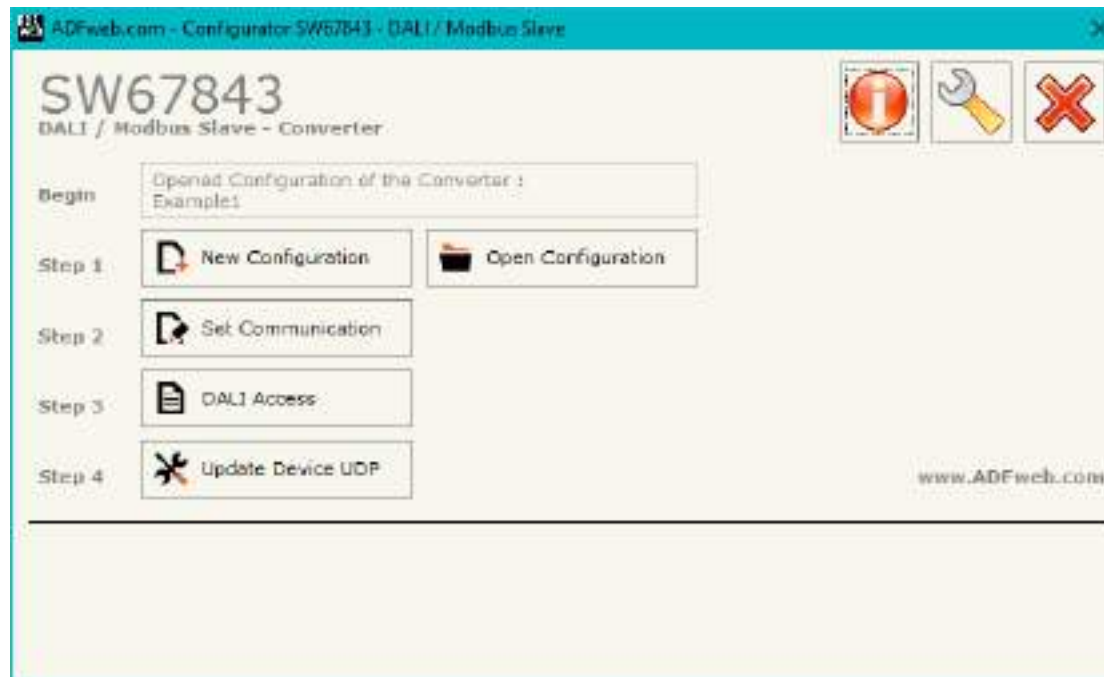 ADFweb.com - Configurator SW67843 - DALI / Modbus Slave
SW67843
DALI / Modbus Slave - Converter
Begin
Opened Configuration of the Converter :
Example1
Step 1
New Configuration
Open Configuration
Step 2
Set Communication
Step 3
DALI Access
Step 4
Update Device UDP
www.ADFweb.com